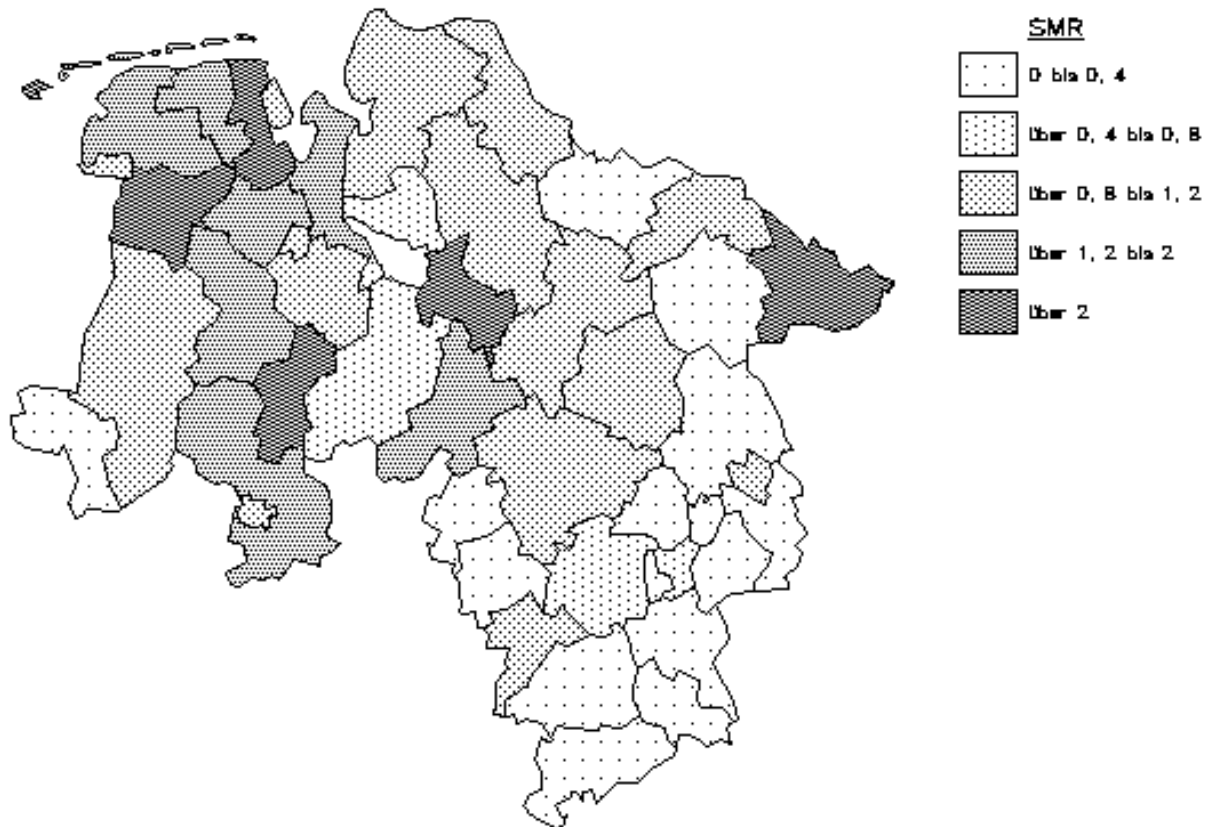 SMR
0 bis 0, 4
über 0, 4 bis 0, 8
über 0, 8 bis 1, 2
über 1, 2 bis 2
über 2